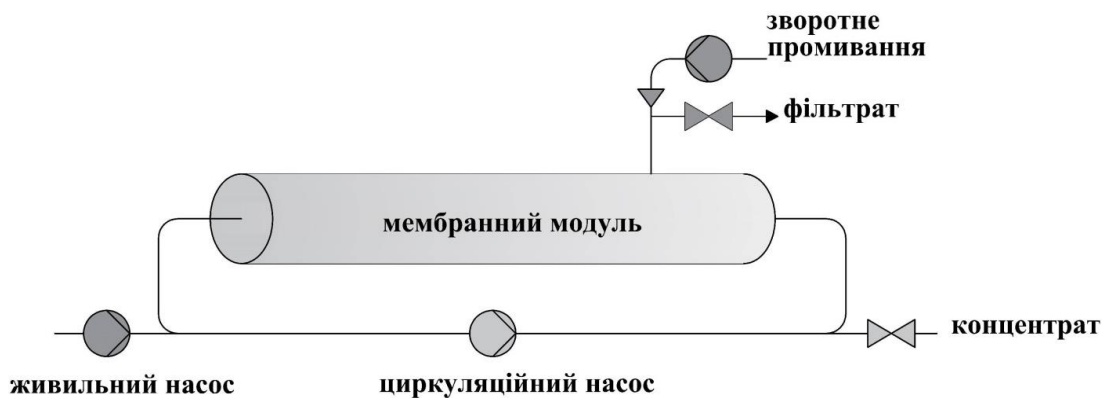 зворотне
промивання
фільтрат
мембранний модуль
концентрат
живильний насос
циркуляційний насос